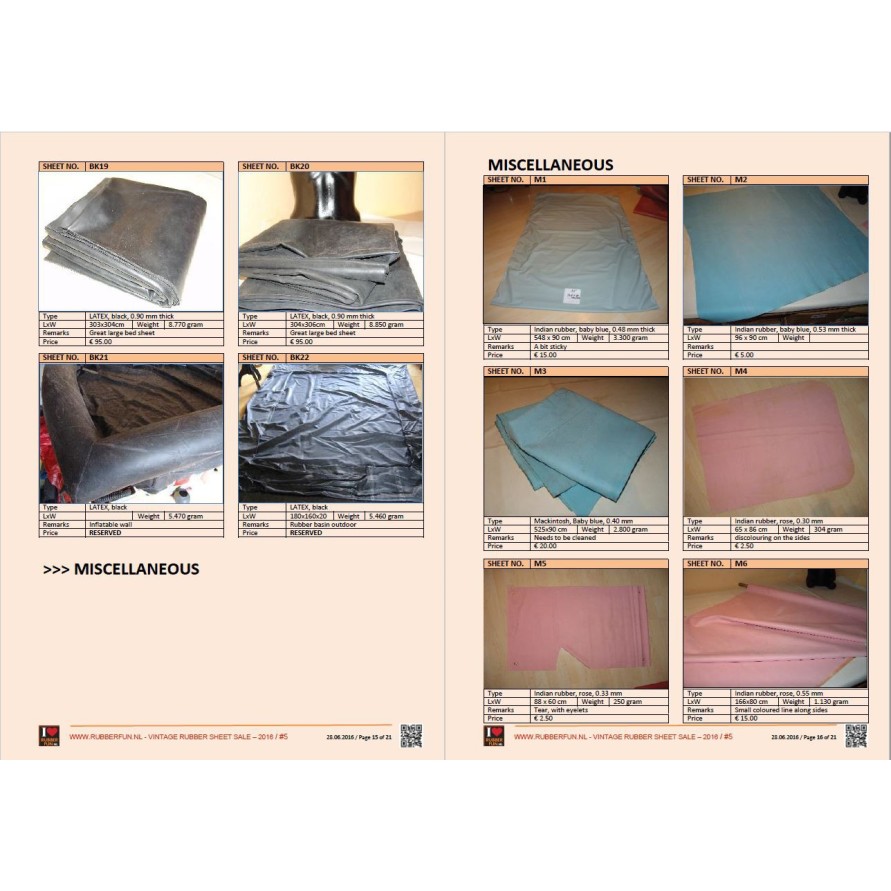 SHEET NO. BK19
Type LATEX, black, 0.90 mm thick
LxW 303x304cm Weight 8.770 gram
Remarks Great large bed sheet
Price € 95.00
SHEET NO. BK20
Type LATEX, black, 0.90 mm thick
LxW 304x306cm Weight 8.850 gram
Remarks Great large bed sheet
Price € 95.00
SHEET NO. BK21
Type LATEX, black
LxW Weight 5.470 gram
Remarks Inflatable wall
Price RESERVED
SHEET NO. BK22
Type LATEX, black
LxW 180x160x20 Weight 5.460 gram
Remarks Rubber basin outdoor
Price RESERVED
>>> MISCELLANEOUS
I RUBBER FUN.NL
WWW.RUBBERFUN.NL - VINTAGE RUBBER SHEET SALE – 2016 / #5
28.06.2016 / Page 15 of 21
MISCELLANEOUS
SHEET NO. M1
Type Indian rubber, baby blue, 0.48 mm thick
LxW 548 x 90 cm Weight 3.300 gram
Remarks A bit sticky
Price € 15.00
SHEET NO. M2
Type Indian rubber, baby blue, 0.53 mm thick
LxW 96 x 90 cm Weight
Remarks
Price € 5.00
SHEET NO. M3
Type Mackintosh, Baby blue, 0.40 mm
LxW 525x90 cm Weight 2.800 gram
Remarks Needs to be cleaned
Price € 20.00
SHEET NO. M4
Type Indian rubber, rose, 0.30 mm
LxW 65 x 86 cm Weight 304 gram
Remarks discolouring on the sides
Price € 2.50
SHEET NO. M5
Type Indian rubber, rose, 0.33 mm
LxW 88 x 60 cm Weight 250 gram
Remarks Tear, with eyelets
Price € 2.50
SHEET NO. M6
Type Indian rubber, rose, 0.55 mm
LxW 166x80 cm Weight 1.130 gram
Remarks Small coloured line along sides
Price € 15.00
I RUBBER FUN.NL
WWW.RUBBERFUN.NL - VINTAGE RUBBER SHEET SALE – 2016 / #5
28.06.2016 / Page 16 of 21